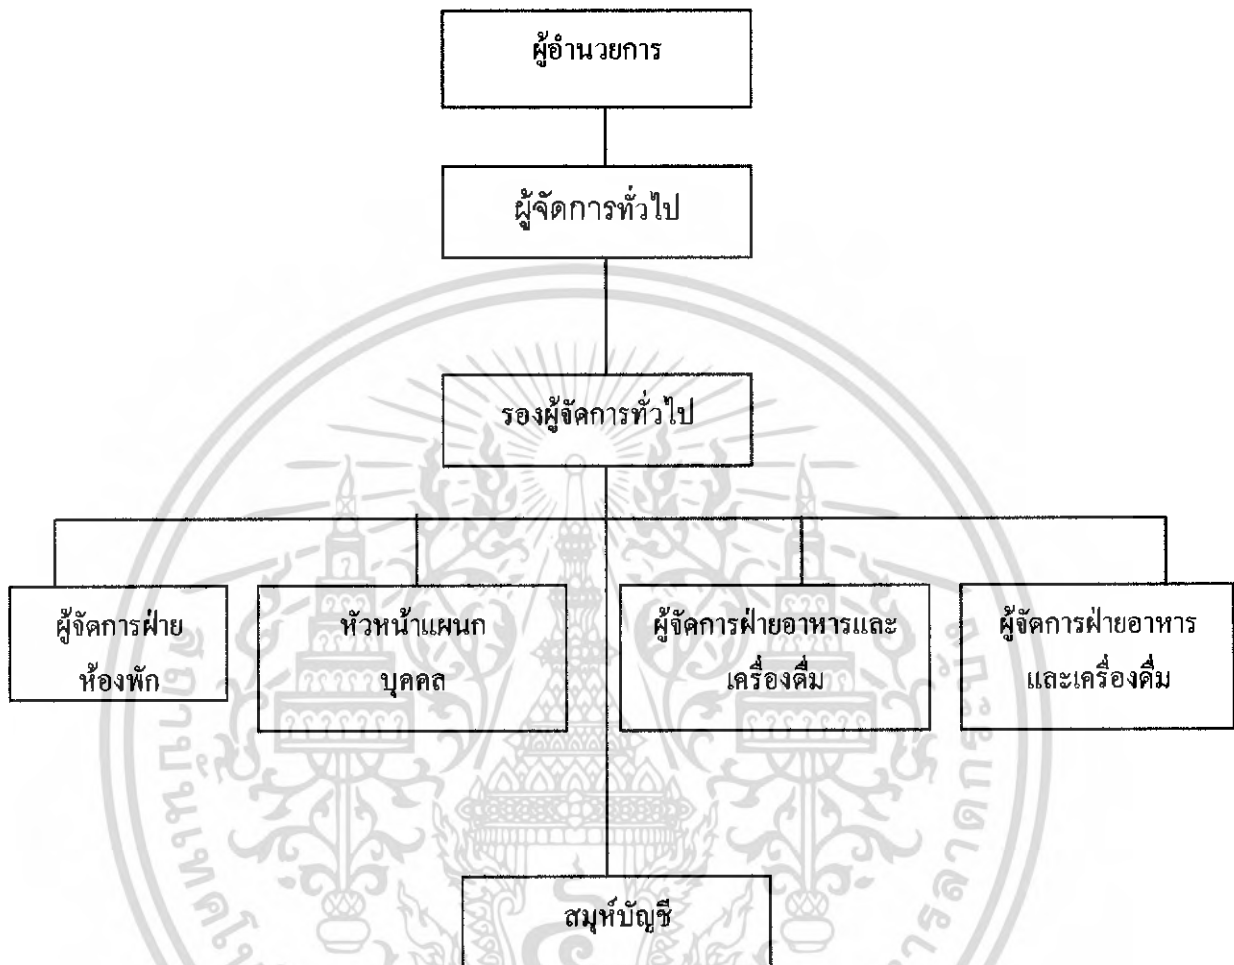 ผู้อำนวยการ
ผู้จัดการทั่วไป
รองผู้จัดการทั่วไป
ผู้จัดการฝ่าย
ห้องพัก
หัวหน้าแผนก
บุคคล
ผู้จัดการฝ่ายอาหารและ
เครื่องดื่ม
ผู้จัดการฝ่ายอาหาร
และเครื่องดื่ม
สมุห์บัญชี